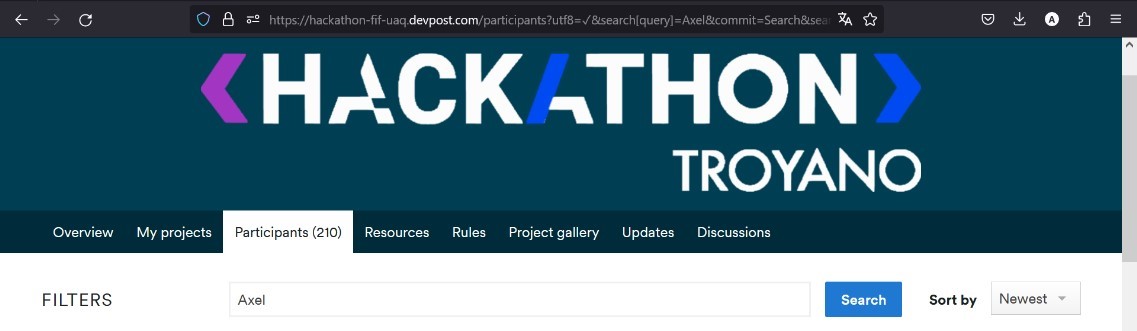 https://hackathon-fif-uaq.devpost.com/participants?utf8=✓&search[query]=Axel&commit=Search&sea
A
<HACKATHON>
TROYANO
Overview My projects Participants (210) Resources Rules Project gallery Updates Discussions
FILTERS Axel Search Sort by Newest